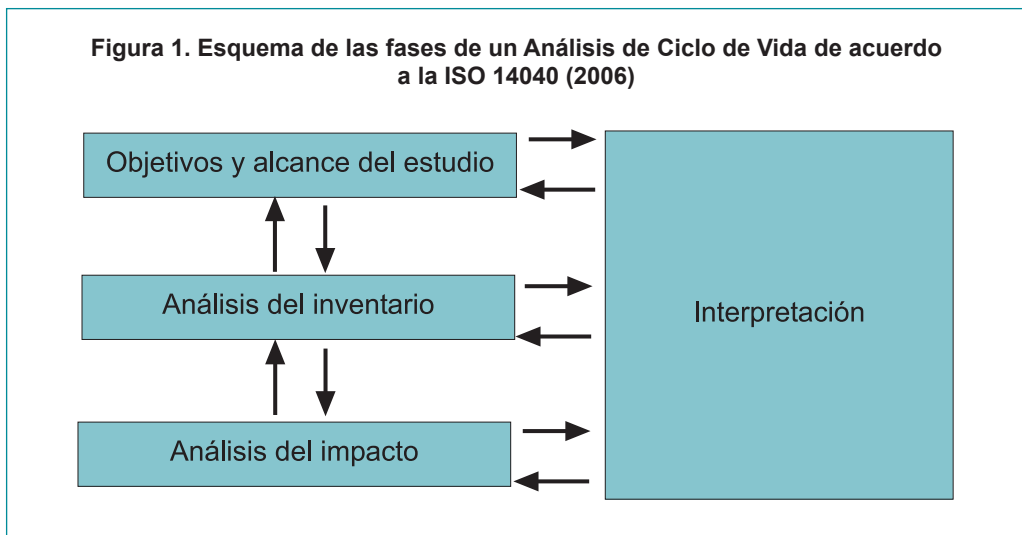 Figura 1. Esquema de las fases de un Análisis de Ciclo de Vida de acuerdo
a la ISO 14040 (2006)
Objetivos y alcance del estudio
Análisis del inventario
Interpretación
Análisis del impacto